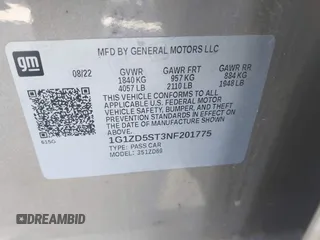 gm
MFD BY GENERAL MOTORS LLC
08/22 GVWR GAWR FRT GAWR RR
1840 KG 957 KG 884 KG
4057 LB 2110 LB 1948 LB
THIS VEHICLE CONFORMS TO ALL APPLICABLE
U.S. FEDERAL MOTOR VEHICLE SAFETY,
BUMPER, AND THEFT PREVENTION STANDARDS
IN EFFECT ON THE DATE OF MANUFACTURE
SHOWN ABOVE.
1G1ZD5ST3NF201775
TYPE: PASS CAR
MODEL:
DREAMBID